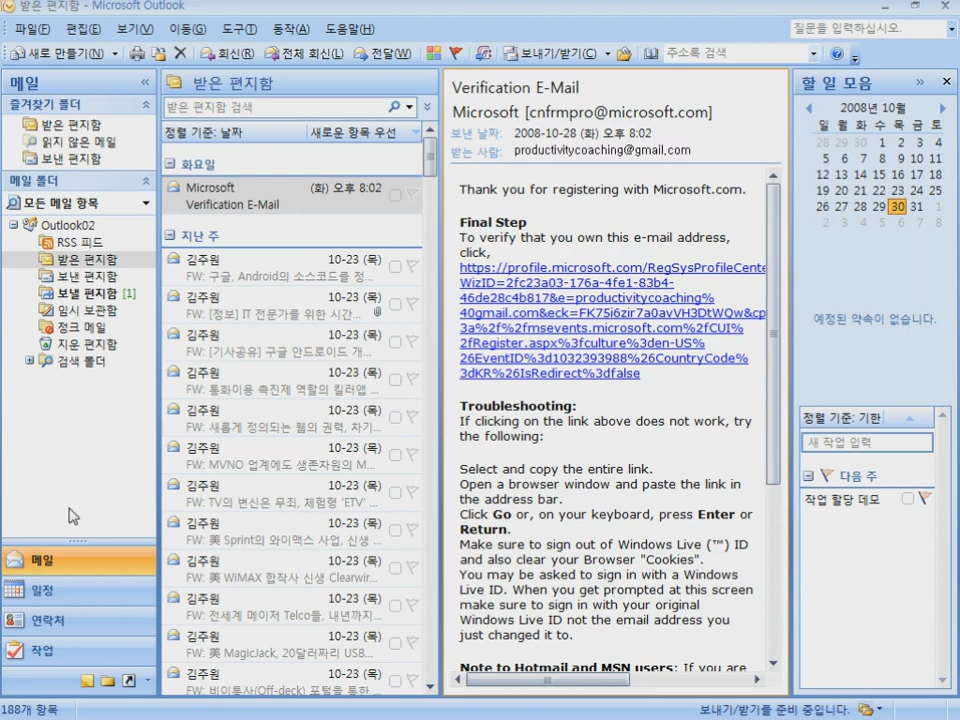 받은 편지함 - Microsoft Outlook
파일(F) 편집(E) 보기(V) 이동(G) 도구(T) 동작(A) 도움말(H)
질문을 입력하십시오.
새로 만들기(N) 회신(R) 전체 회신(L) 전달(W) 보내기/받기(C) 주소록 검색
메일
즐겨찾기 폴더
받은 편지함
읽지 않은 메일
보낸 편지함
메일 폴더
모든 메일 항목
Outlook02
RSS 피드
받은 편지함
보낸 편지함
보낼 편지함 [1]
임시 보관함
정크 메일
지운 편지함
검색 폴더
메일
일정
연락처
작업
받은 편지함
받은 편지함 검색
정렬 기준: 날짜 새로운 항목 우선
화요일
Microsoft (화) 오후 8:02
Verification E-Mail
지난 주
김주원 10-23 (목)
FW: 구글, Android의 소스코드를 정...
김주원 10-23 (목)
FW: [정보] IT 전문가를 위한 시간...
김주원 10-23 (목)
FW: [기사공유] 구글 안드로이드 개...
김주원 10-23 (목)
FW: 통화이용 촉진제 역할의 킬러앱 ...
김주원 10-23 (목)
FW: 새롭게 정의되는 웹의 권력, 차기...
김주원 10-23 (목)
FW: MVNO 업계에도 생존차원의 M...
김주원 10-23 (목)
FW: TV의 변신은 무죄, 체험형 'ETV' ...
김주원 10-23 (목)
FW: 美 Sprint의 와이맥스 사업, 신생 ...
김주원 10-23 (목)
FW: 美 WiMAX 합작사 신생 Clearwir...
김주원 10-23 (목)
FW: 전세계 메이저 Telco들, 내년까지...
김주원 10-23 (목)
FW: 美 MagicJack, 20달러짜리 USB...
김주원 10-23 (목)
FW: 비이통사(Off-deck) 포털을 통한 ...
Verification E-Mail
Microsoft [cnfrmpro@microsoft.com]
보낸 날짜: 2008-10-28 (화) 오후 8:02
받는 사람: productivitycoaching@gmail.com
Thank you for registering with Microsoft.com.
Final Step
To verify that you own this e-mail address,
click,
https://profile.microsoft.com/RegSysProfileCente
WizID=2fc23a03-176a-4fe1-83b4-
46de28c4b817&e=productivitycoaching%
40gmail.com&eck=FK75i6zir7a0avVH3DtWQw&cp
3a%2f%2fmsevents.microsoft.com%2fCUI%
2fRegister.aspx%3fculture%3den-US%
26EventID%3d1032393988%26CountryCode%
3dKR%26IsRedirect%3dfalse
Troubleshooting:
If clicking on the link above does not work, try
the following:
Select and copy the entire link.
Open a browser window and paste the link in
the address bar.
Click Go or, on your keyboard, press Enter or
Return.
Make sure to sign out of Windows Live (™) ID
and also clear your Browser "Cookies".
You may be asked to sign in with a Windows
Live ID. When you get prompted at this screen
make sure to sign in with your original
Windows Live ID not the email address you
just changed it to.
Note to Hotmail and MSN users: If you are
할 일 모음
2008년 10월
일 월 화 수 목 금 토
28 29 30 1 2 3 4
5 6 7 8 9 10 11
12 13 14 15 16 17 18
19 20 21 22 23 24 25
26 27 28 29 30 31 1
2 3 4 5 6 7 8
예정된 약속이 없습니다.
정렬 기준: 기한
새 작업 입력
다음 주
작업 할당 데모
188개 항목
보내기/받기를 준비 중입니다.